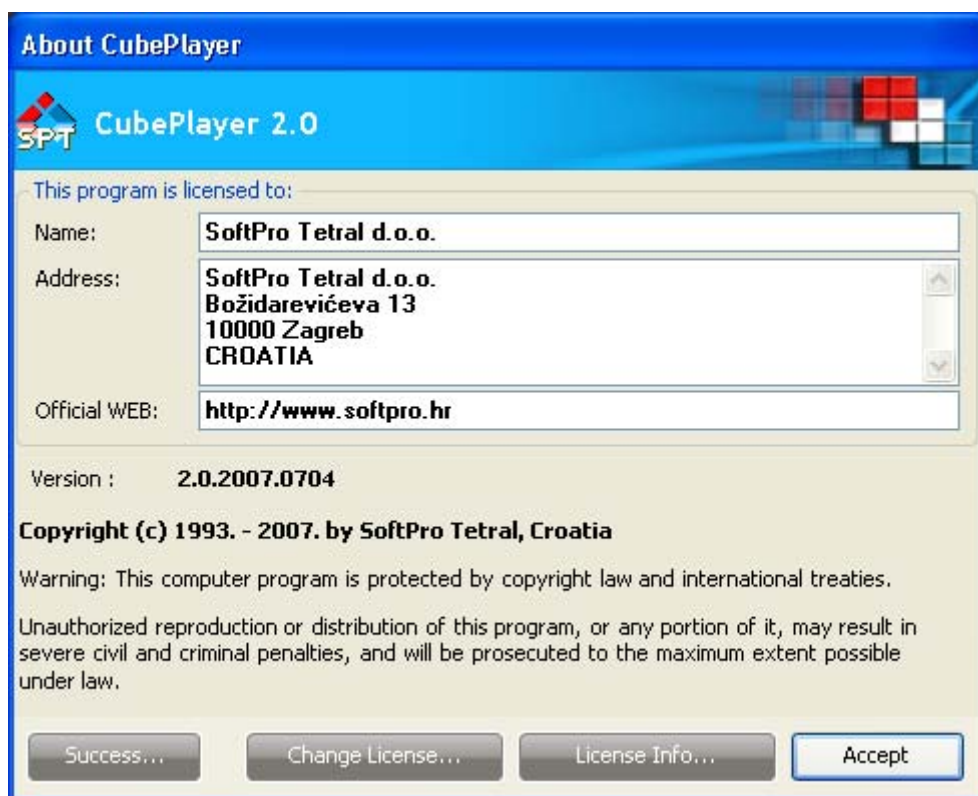 About CubePlayer
SPT CubePlayer 2.0
This program is licensed to:
Name: SoftPro Tetral d.o.o.
Address: SoftPro Tetral d.o.o.
Božidarevićeva 13
10000 Zagreb
CROATIA
Official WEB: http://www.softpro.hr
Version : 2.0.2007.0704
Copyright (c) 1993. - 2007. by SoftPro Tetral, Croatia
Warning: This computer program is protected by copyright law and international treaties.
Unauthorized reproduction or distribution of this program, or any portion of it, may result in
severe civil and criminal penalties, and will be prosecuted to the maximum extent possible
under law.
Success... Change License... License Info... Accept